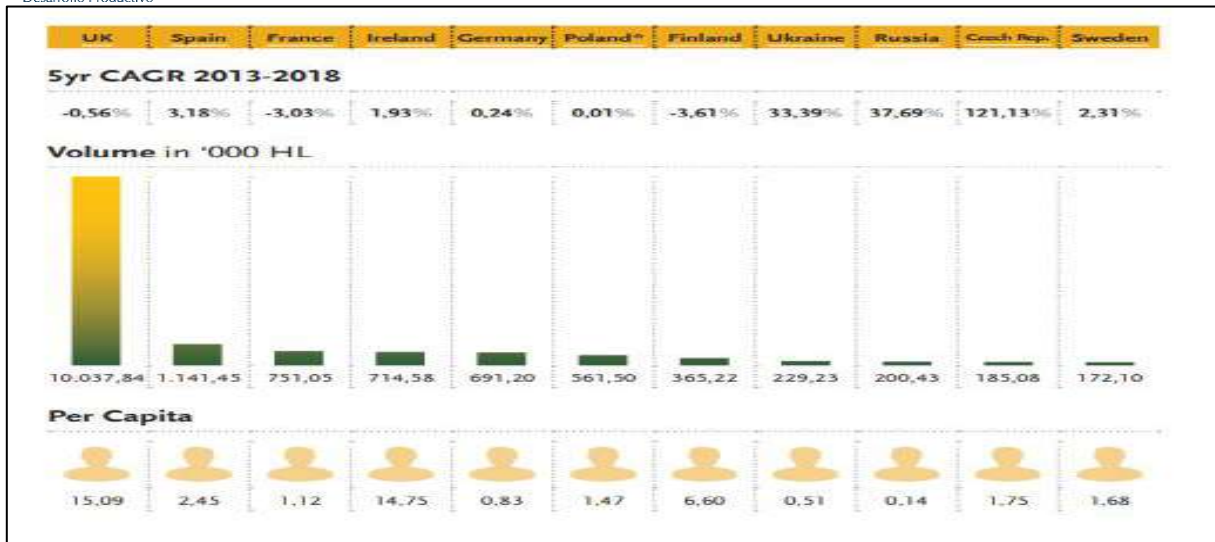 Desarrollo Productivo
UK Spain France Ireland Germany Poland* Finland Ukraine Russia Czech Rep. Sweden
5yr CAGR 2013-2018
-0,56% 3,18% -3,03% 1,93% 0,24% 0,01% -3,61% 33,39% 37,69% 121,13% 2,31%
Volume in '000 HL
10.037,84 1.141,45 751,05 714,58 691,20 561,50 365,22 229,23 200,43 185,08 172,10
Per Capita
15,09 2,45 1,12 14,75 0,83 1,47 6,60 0,51 0,14 1,75 1,68